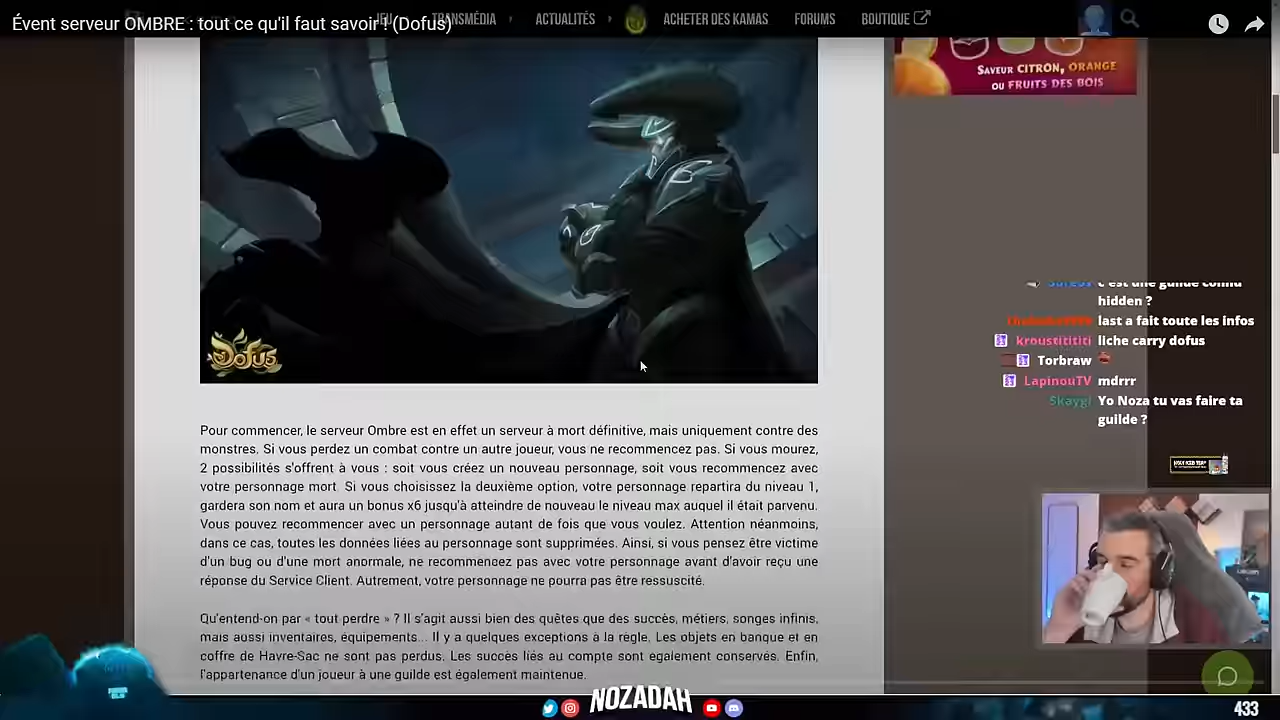 Évent serveur OMBRE : tout ce qu'il faut savoir ! (Dofus)
JEU
TRANSMÉDIA
ACTUALITÉS
ACHETER DES KAMAS
FORUMS
BOUTIQUE
SAVEUR CITRON, ORANGE
OU FRUITS DES BOIS
DOFUS
Pour commencer, le serveur Ombre est en effet un serveur à mort définitive, mais uniquement contre des
monstres. Si vous perdez un combat contre un autre joueur, vous ne recommencez pas. Si vous mourez,
2 possibilités s'offrent à vous : soit vous créez un nouveau personnage, soit vous recommencez avec
votre personnage mort. Si vous choisissez la deuxième option, votre personnage repartira du niveau 1,
gardera son nom et aura un bonus x6 jusqu'à atteindre de nouveau le niveau max auquel il était parvenu.
Vous pouvez recommencer avec un personnage autant de fois que vous voulez. Attention néanmoins,
dans ce cas, toutes les données liées au personnage sont supprimées. Ainsi, si vous pensez être victime
d'un bug ou d'une mort anormale, ne recommencez pas avec votre personnage avant d'avoir reçu une
réponse du Service Client. Autrement, votre personnage ne pourra pas être ressuscité.
Qu'entend-on par « tout perdre » ? Il s'agit aussi bien des quêtes que des succès, métiers, songes infinis,
mais aussi inventaires, équipements... Il y a quelques exceptions à la règle. Les objets en banque et en
coffre de Havre-Sac ne sont pas perdus. Les succès liés au compte sont également conservés. Enfin,
l'appartenance d'un joueur à une guilde est également maintenue.
c'est une guilde connu
hidden ?
last a fait toute les infos
kroustititi liche carry dofus
Torbraw
LapinouTV mdrrr
Skaygi Yo Noza tu vas faire ta
guilde ?
NOZADAH
433